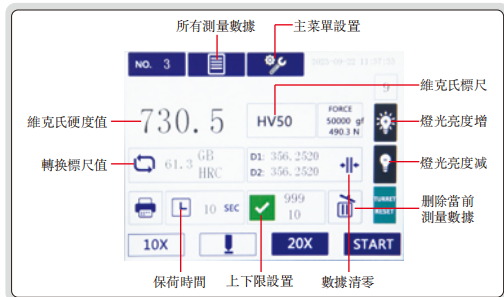 所有測量數據
主菜單設置
NO. 3
2025-09-22 11:37:55
9
維克氏標尺
維克氏硬度值
730.5
HV50
FORCE
50000 gf
490.3 N
燈光亮度增
轉換标尺值
61.3 GB
HRC
D1: 356.2520
D2: 356.2520
燈光亮度減
10 SEC
999
10
TURRET
RESET
刪除當前
測量數據
10X
20X
START
保荷時間
上下限設置
數據清零